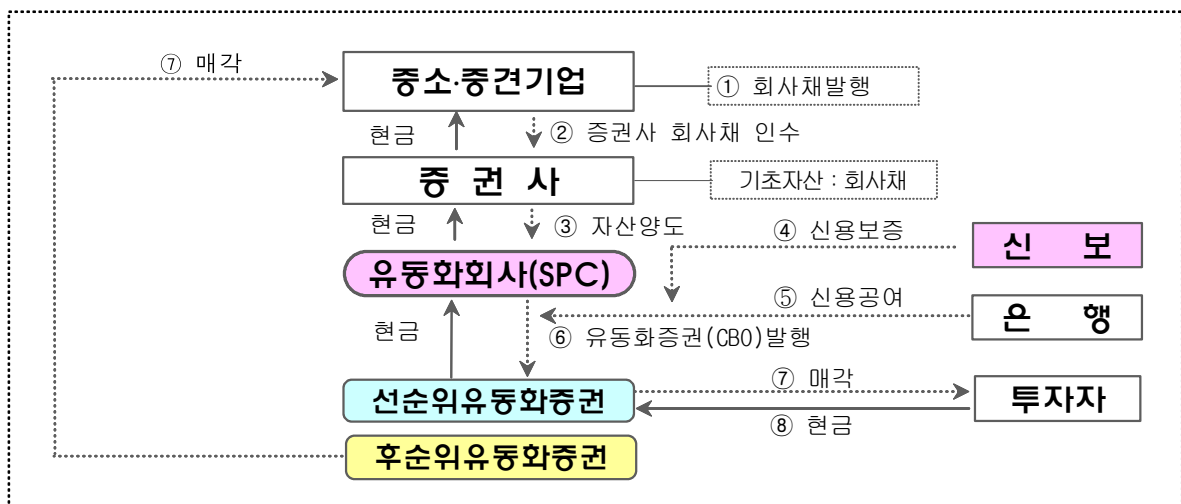 ⑦ 매각
중소·중견기업
① 회사채발행
현금
② 증권사 회사채 인수
증 권 사
기초자산 : 회사채
현금
③ 자산양도
④ 신용보증
신 보
유동화회사(SPC)
⑤ 신용공여
은 행
현금
⑥ 유동화증권(CBO)발행
⑦ 매각
선순위유동화증권
투자자
⑧ 현금
후순위유동화증권